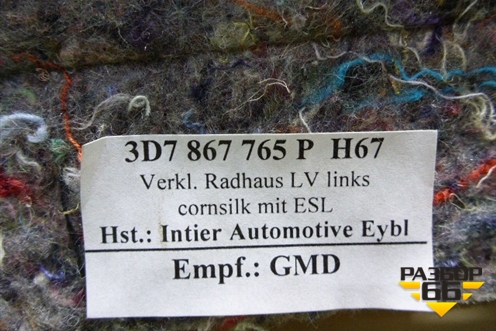 3D7 867 765 P H67
Verkl. Radhaus LV links
cornsilk mit ESL
Hst.: Intier Automotive Eybl
Empf.: GMD
РАЗБОР
66